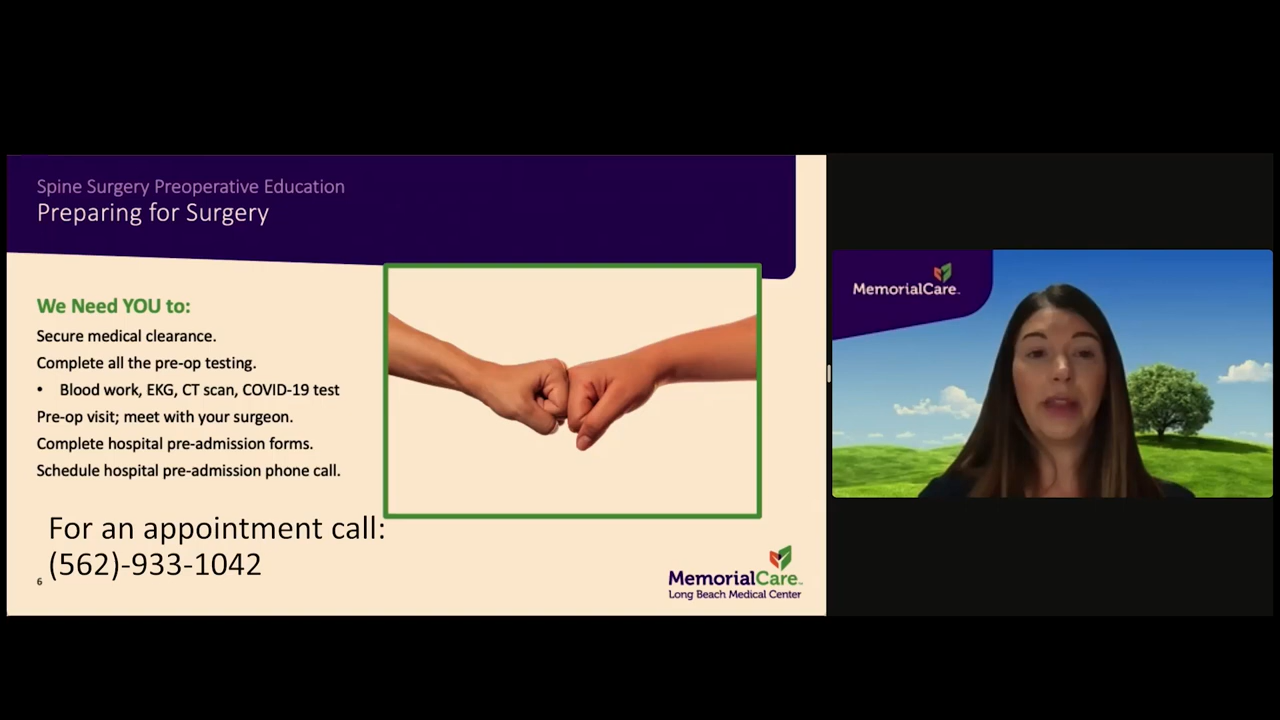 Spine Surgery Preoperative Education
Preparing for Surgery
We Need YOU to:
Secure medical clearance.
Complete all the pre-op testing.
• Blood work, EKG, CT scan, COVID-19 test
Pre-op visit; meet with your surgeon.
Complete hospital pre-admission forms.
Schedule hospital pre-admission phone call.
For an appointment call:
(562)-933-1042
6
MemorialCare™
Long Beach Medical Center
MemorialCare™